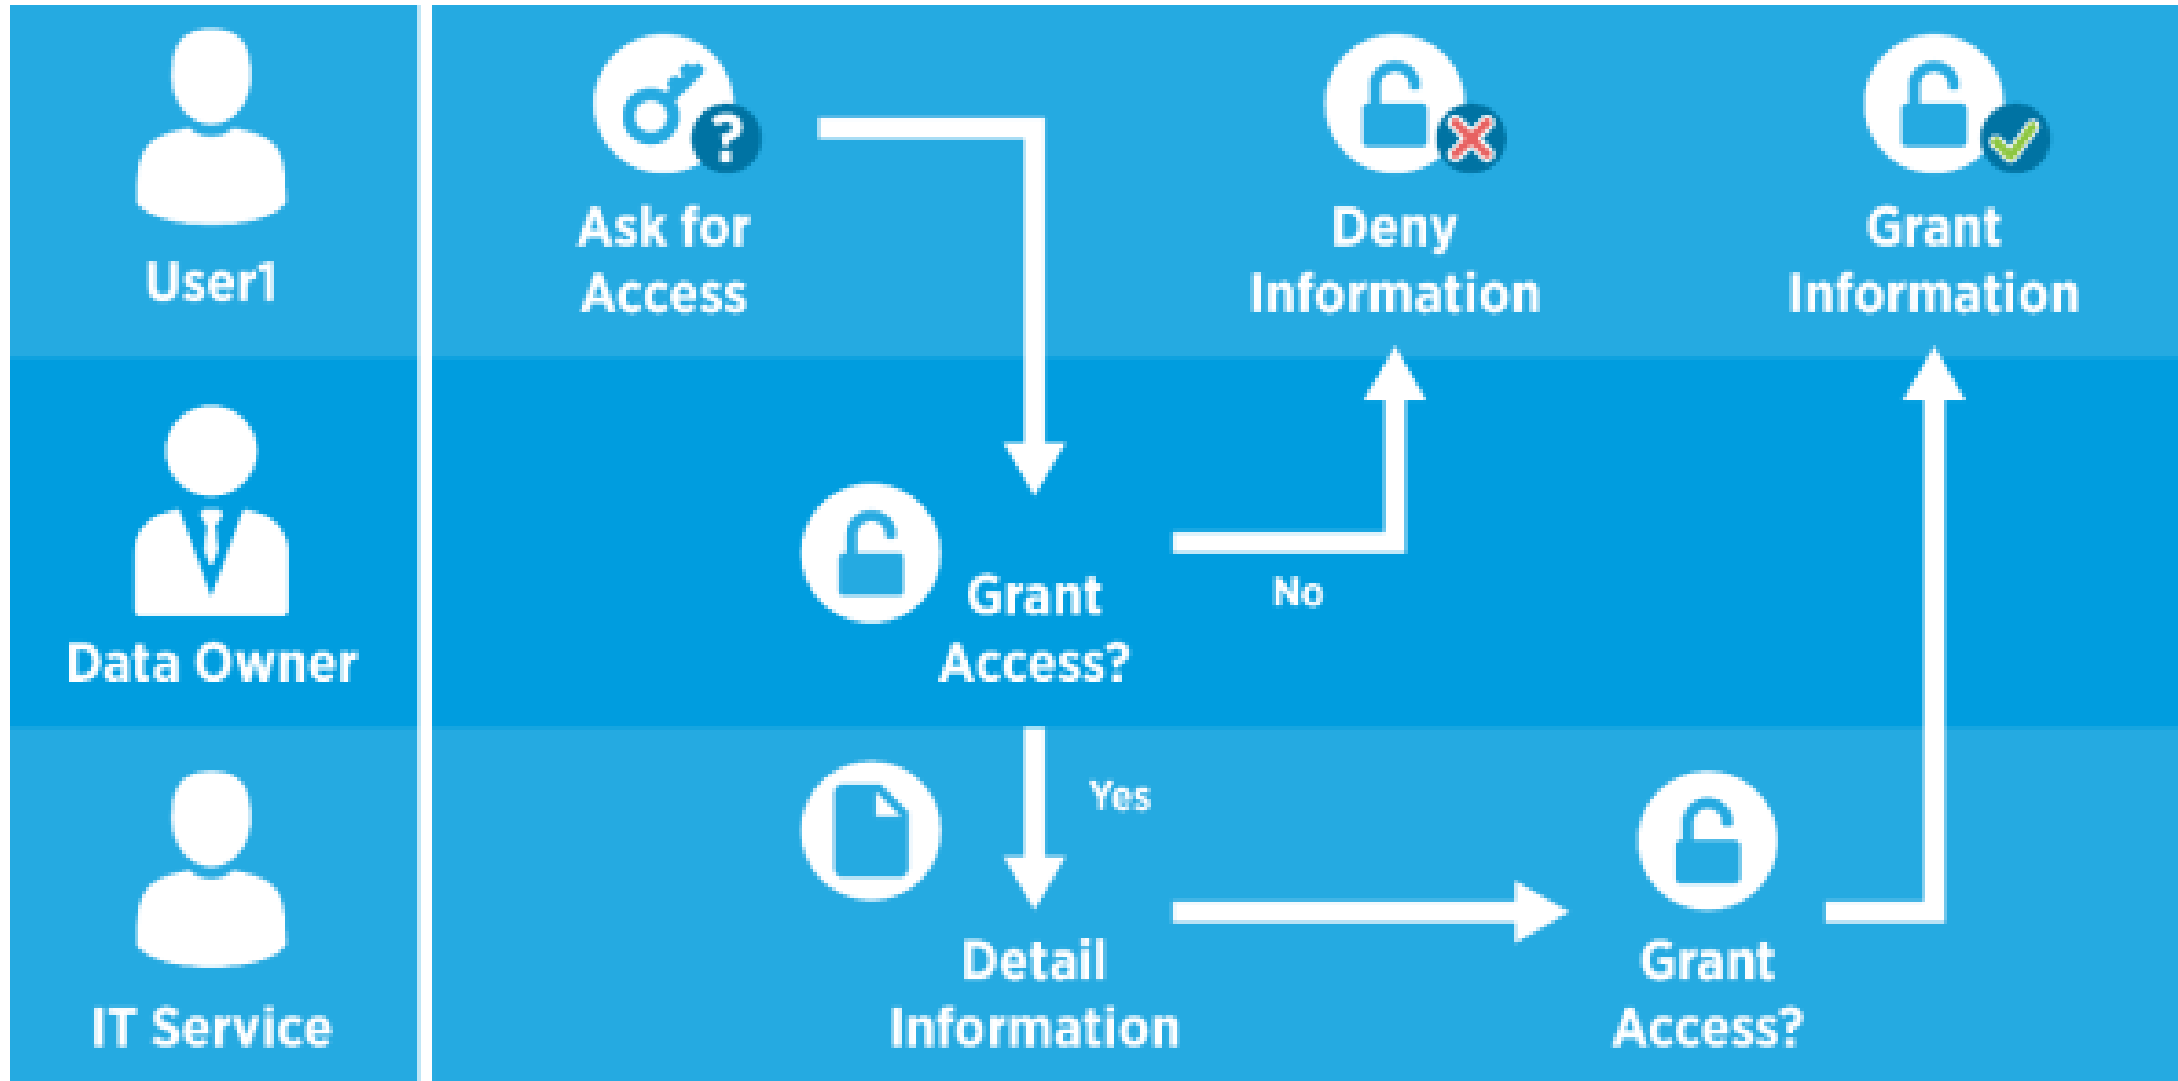 User1
Ask for
Access
?
Deny
Information
Grant
Information
Data Owner
Grant
Access?
No
IT Service
Yes
Detail
Information
Grant
Access?